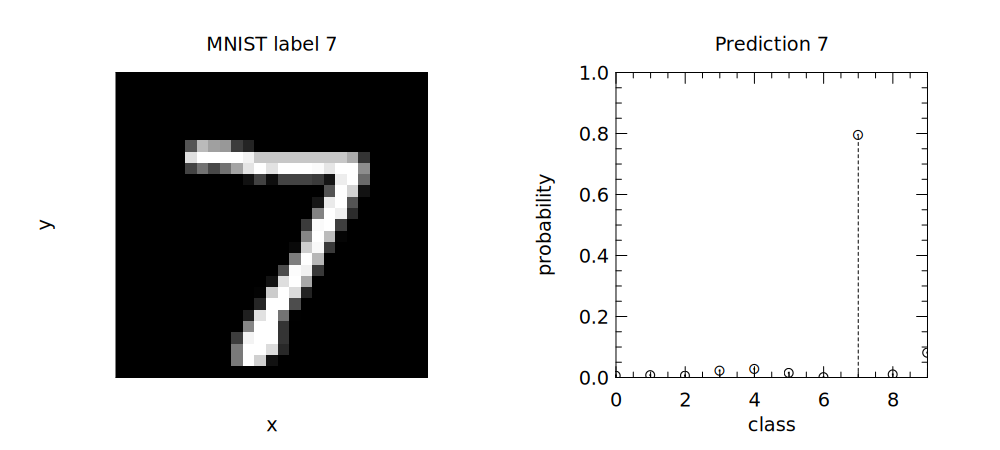 MNIST label 7
y
7
x
Prediction 7
probability
1.0
0.8
0.6
0.4
0.2
0.0
0 2 4 6 8
class